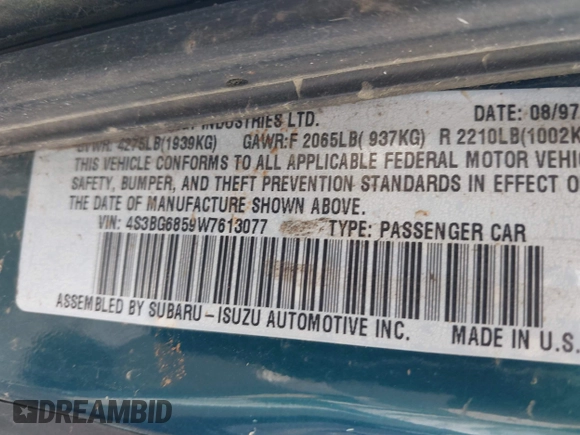 INDUSTRIES LTD. DATE: 08/97
GVWR: 4275LB(1939KG) GAWR:F 2065LB( 937KG) R 2210LB(1002K
THIS VEHICLE CONFORMS TO ALL APPLICABLE FEDERAL MOTOR VEHIC
SAFETY, BUMPER, AND THEFT PREVENTION STANDARDS IN EFFECT O
THE DATE OF MANUFACTURE SHOWN ABOVE.
VIN: 4S3BG6859W7613077 TYPE: PASSENGER CAR
ASSEMBLED BY SUBARU-ISUZU AUTOMOTIVE INC. MADE IN U.S.
DREAMBID